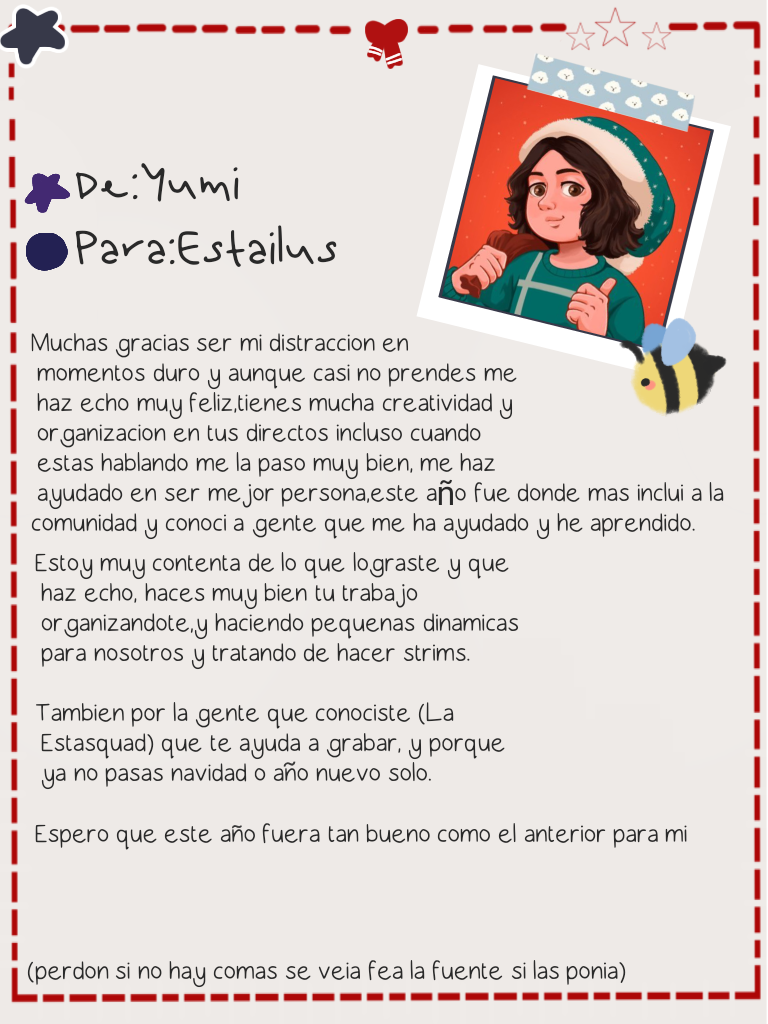 De:Yumi
Para:Estailus
Muchas gracias ser mi distraccion en
momentos duro y aunque casi no prendes me
haz echo muy feliz,tienes mucha creatividad y
organizacion en tus directos incluso cuando
estas hablando me la paso muy bien, me haz
ayudado en ser mejor persona,este año fue donde mas inclui a la
comunidad y conoci a gente que me ha ayudado y he aprendido.
Estoy muy contenta de lo que lograste y que
haz echo, haces muy bien tu trabajo
organizandote,y haciendo pequenas dinamicas
para nosotros y tratando de hacer strims.
Tambien por la gente que conociste (La
Estasquad) que te ayuda a grabar, y porque
ya no pasas navidad o año nuevo solo.
Espero que este año fuera tan bueno como el anterior para mi
(perdon si no hay comas se veia fea la fuente si las ponia)